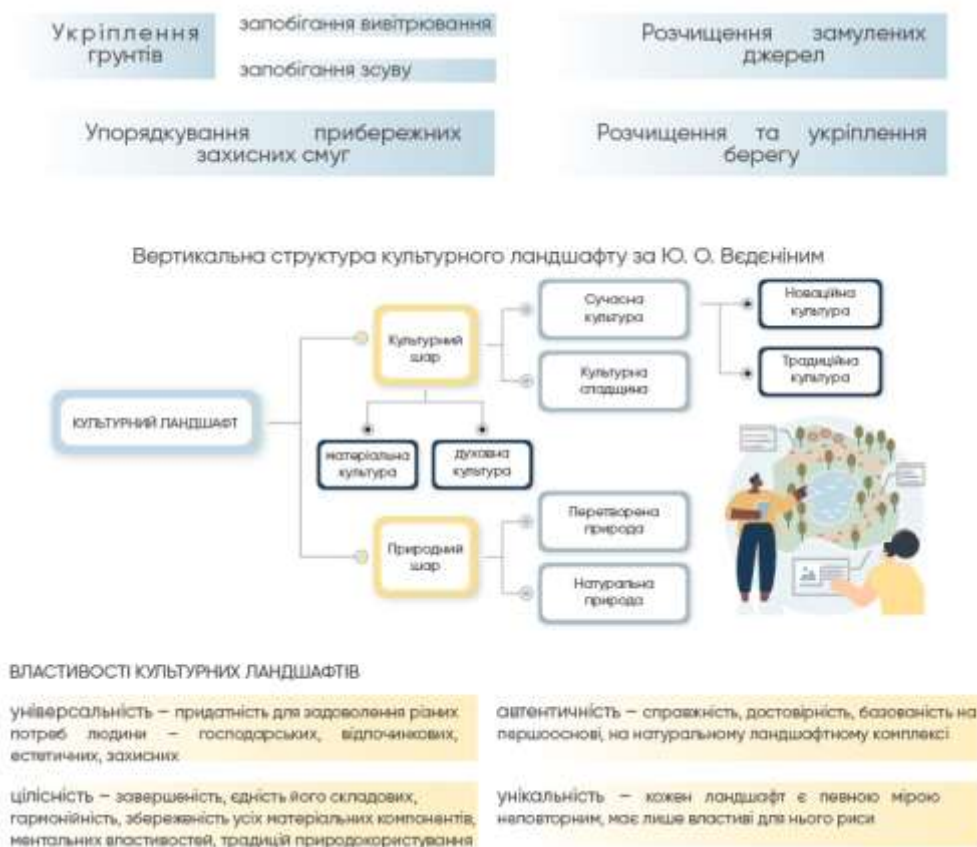 Укріплення
грунтів
запобігання вивітрювання
запобігання зсуву
Розчищення замулених
джерел
Упорядкування прибережних
захисних смуг
Розчищення та укріплення
берегу
Вертикальна структура культурного ландшафту за Ю. О. Вєдєніним
КУЛЬТУРНИЙ ЛАНДШАФТ
Культурний
шар
Сучасна
культура
Новаційна
культура
Традиційна
культура
Культурна
спадщина
матеріальна
культура
духовна
культура
Природний
шар
Перетворена
природа
Натуральна
природа
ВЛАСТИВОСТІ КУЛЬТУРНИХ ЛАНДШАФТІВ
універсальність – придатність для задоволення різних
потреб людини – господарських, відпочинкових,
естетичних, захисних
автентичність – справжність, достовірність, базованість на
першооснові, на натуральному ландшафтному комплексі
цілісність – завершеність, єдність його складових,
гармонійність, збереженість усіх матеріальних компонентів,
ментальних властивостей, традицій природокористування
унікальність – кожен ландшафт є певною мірою
неповторним, має лише властиві для нього риси